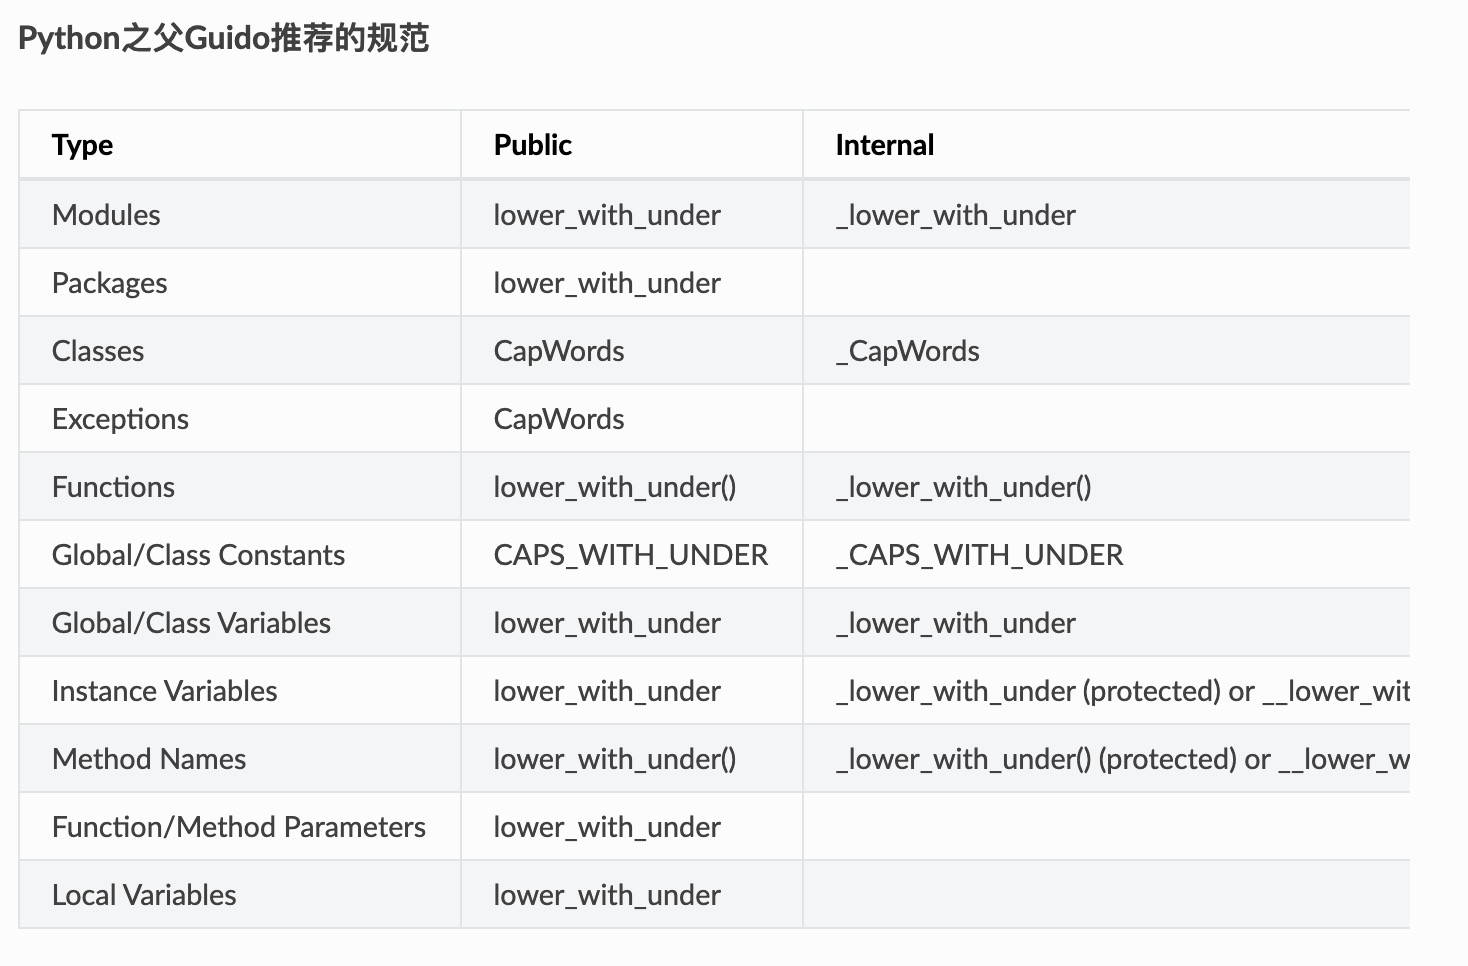 Python之父Guido推荐的规范
Type Public Internal
Modules lower_with_under _lower_with_under
Packages lower_with_under
Classes CapWords _CapWords
Exceptions CapWords
Functions lower_with_under() _lower_with_under()
Global/Class Constants CAPS_WITH_UNDER _CAPS_WITH_UNDER
Global/Class Variables lower_with_under _lower_with_under
Instance Variables lower_with_under _lower_with_under (protected) or __lower_wit
Method Names lower_with_under() _lower_with_under() (protected) or __lower_w
Function/Method Parameters lower_with_under
Local Variables lower_with_under